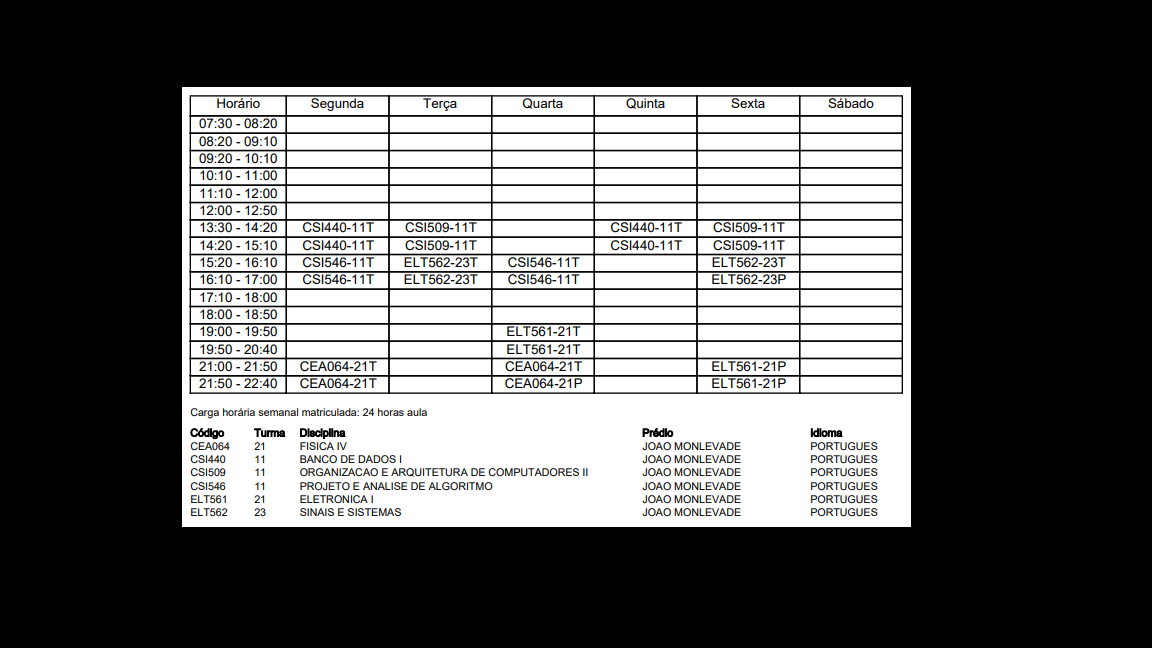 Horário Segunda Terça Quarta Quinta Sexta Sábado
07:30 - 08:20
08:20 - 09:10
09:20 - 10:10
10:10 - 11:00
11:10 - 12:00
12:00 - 12:50
13:30 - 14:20 CSI440-11T CSI509-11T CSI440-11T CSI509-11T
14:20 - 15:10 CSI440-11T CSI509-11T CSI440-11T CSI509-11T
15:20 - 16:10 CSI546-11T ELT562-23T CSI546-11T ELT562-23T
16:10 - 17:00 CSI546-11T ELT562-23T CSI546-11T ELT562-23P
17:10 - 18:00
18:00 - 18:50
19:00 - 19:50 ELT561-21T
19:50 - 20:40 ELT561-21T
21:00 - 21:50 CEA064-21T CEA064-21T ELT561-21P
21:50 - 22:40 CEA064-21T CEA064-21P ELT561-21P
Carga horária semanal matriculada: 24 horas aula
Código Turma Disciplina Prédio Idioma
CEA064 21 FISICA IV JOAO MONLEVADE PORTUGUES
CSI440 11 BANCO DE DADOS I JOAO MONLEVADE PORTUGUES
CSI509 11 ORGANIZACAO E ARQUITETURA DE COMPUTADORES II JOAO MONLEVADE PORTUGUES
CSI546 11 PROJETO E ANALISE DE ALGORITMO JOAO MONLEVADE PORTUGUES
ELT561 21 ELETRONICA I JOAO MONLEVADE PORTUGUES
ELT562 23 SINAIS E SISTEMAS JOAO MONLEVADE PORTUGUES